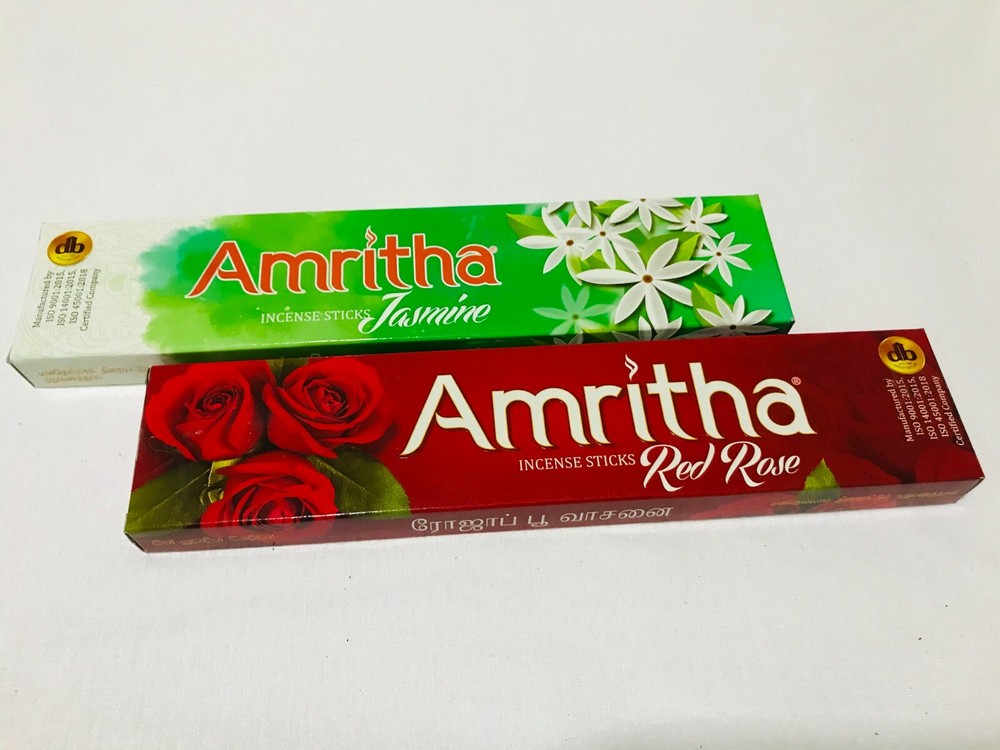 db
Manufactured by
ISO 9001:2015,
ISO 14001:2015,
ISO 45001:2018
Certified Company
Amritha®
INCENSE STICKS Jasmine
Amritha®
INCENSE STICKS Red Rose
db
Manufactured by
ISO 9001:2015,
ISO 14001:2015,
ISO 45001:2018
Certified Company
ரோஜாப் பூ வாசனை